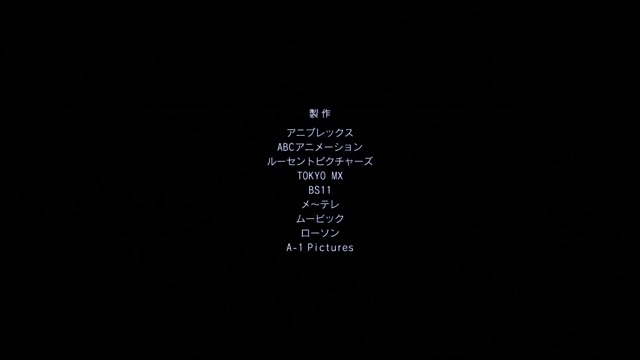 製作
アニプレックス
ABCアニメーション
ルーセントピクチャーズ
TOKYO MX
BS11
メ〜テレ
ムービック
ローソン
A-1 Pictures